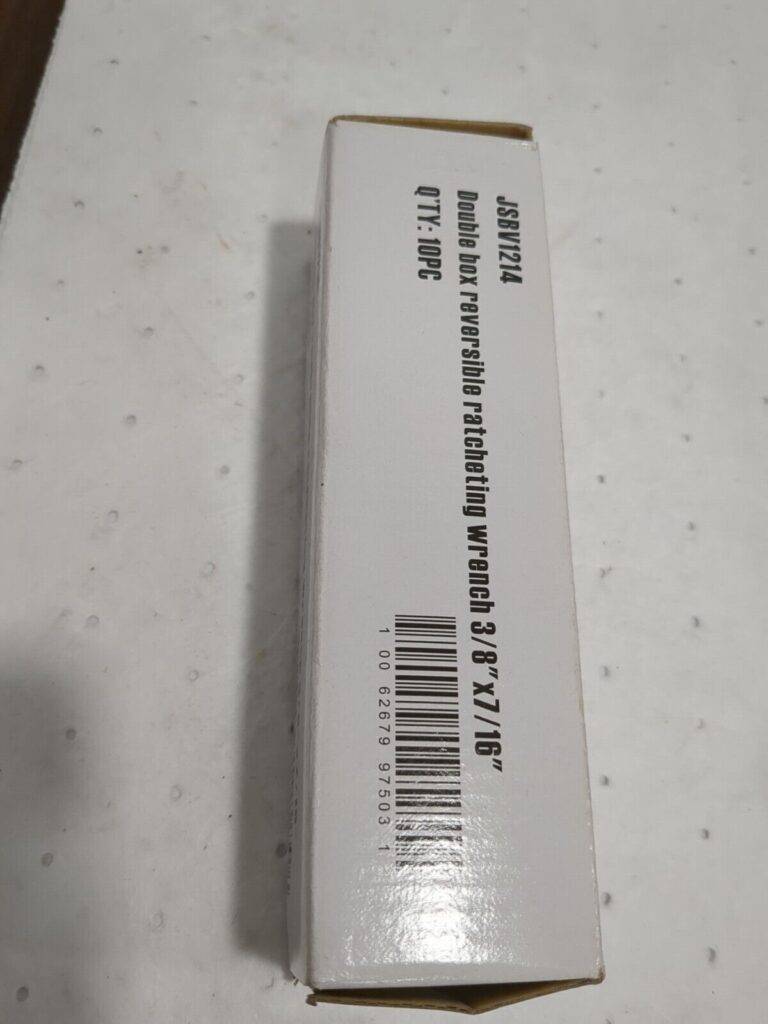 JSBV1214
Double box reversible ratcheting wrench 3/8"x7/16"
Q'TY: 10PC
1 00 62679 97503 1